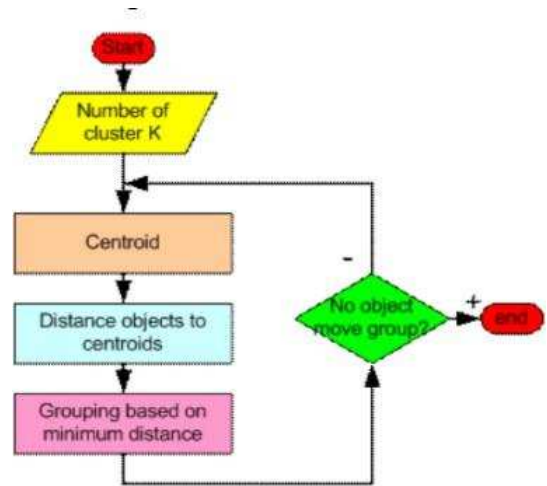 Start
Number of
cluster K
Centroid
Distance objects to
centroids
Grouping based on
minimum distance
-
No object
move group?
+
end